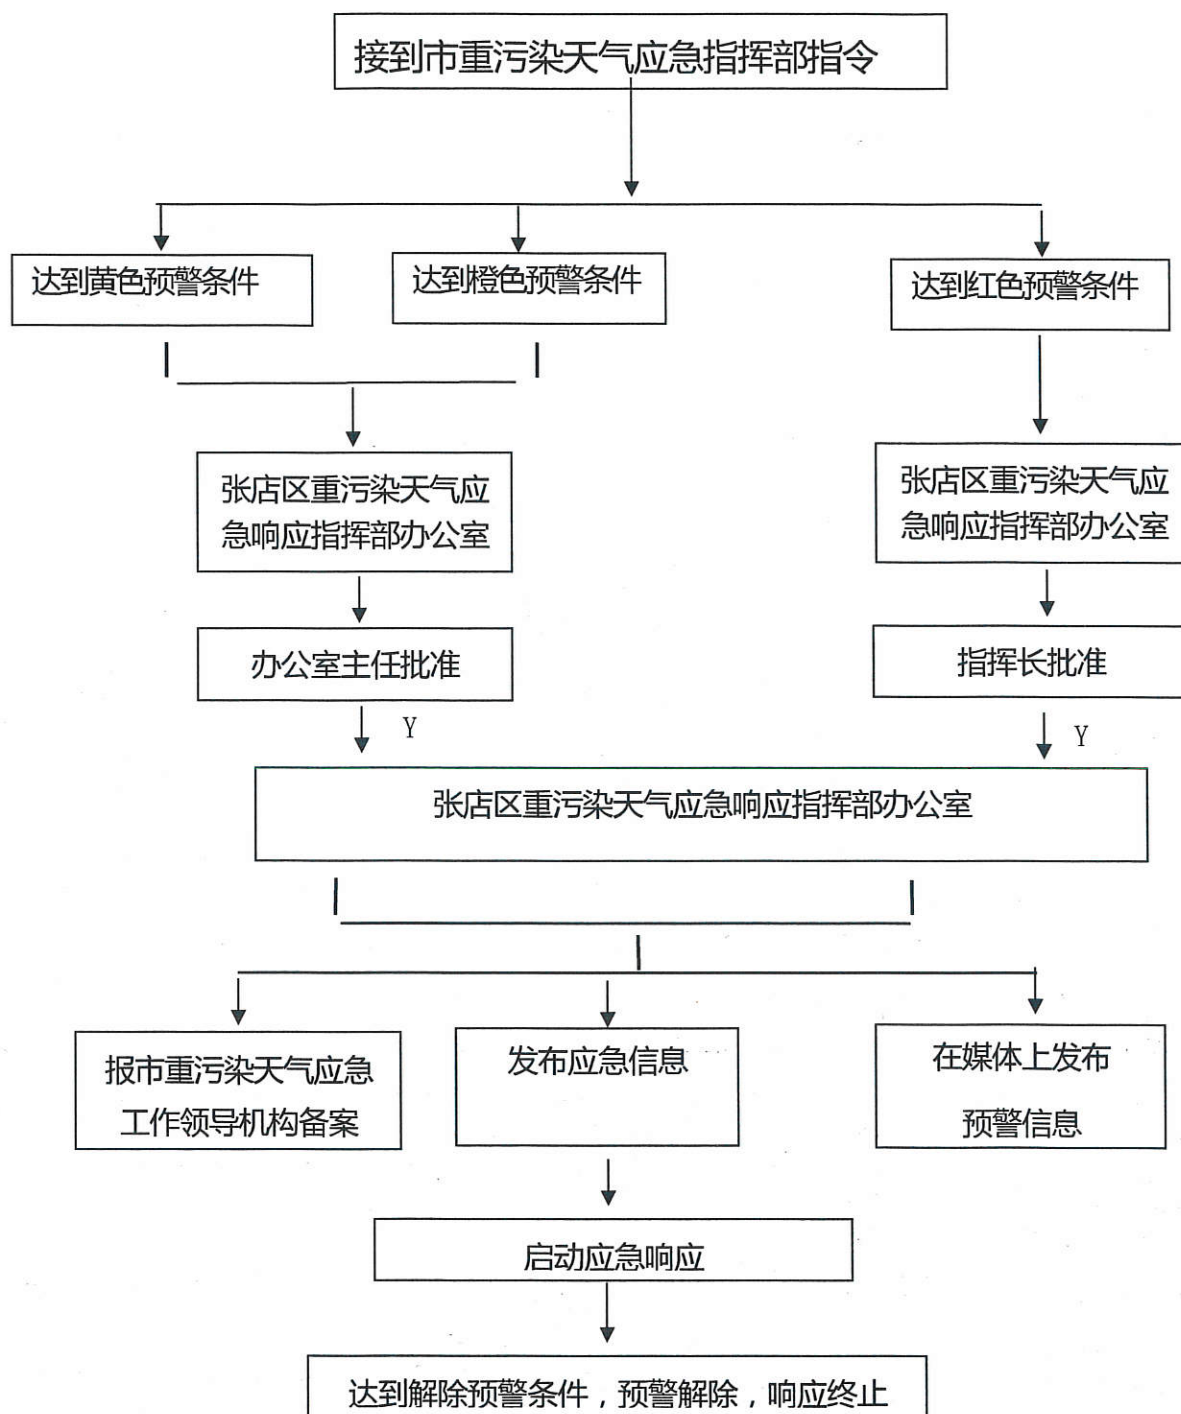 接到市重污染天气应急指挥部指令
达到黄色预警条件
达到橙色预警条件
达到红色预警条件
张店区重污染天气应
急响应指挥部办公室
张店区重污染天气应
急响应指挥部办公室
办公室主任批准
指挥长批准
Y
Y
张店区重污染天气应急响应指挥部办公室
报市重污染天气应急
工作领导机构备案
发布应急信息
在媒体上发布
预警信息
启动应急响应
达到解除预警条件，预警解除，响应终止